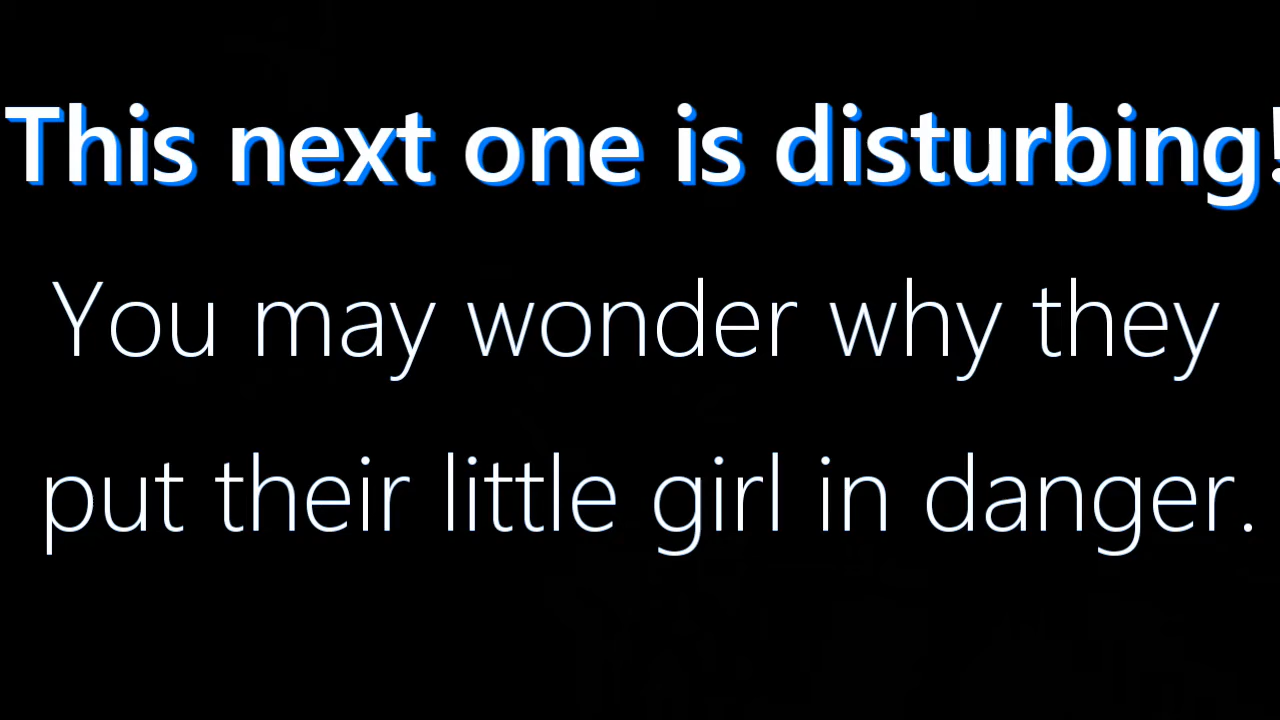 This next one is disturbing!
You may wonder why they
put their little girl in danger.